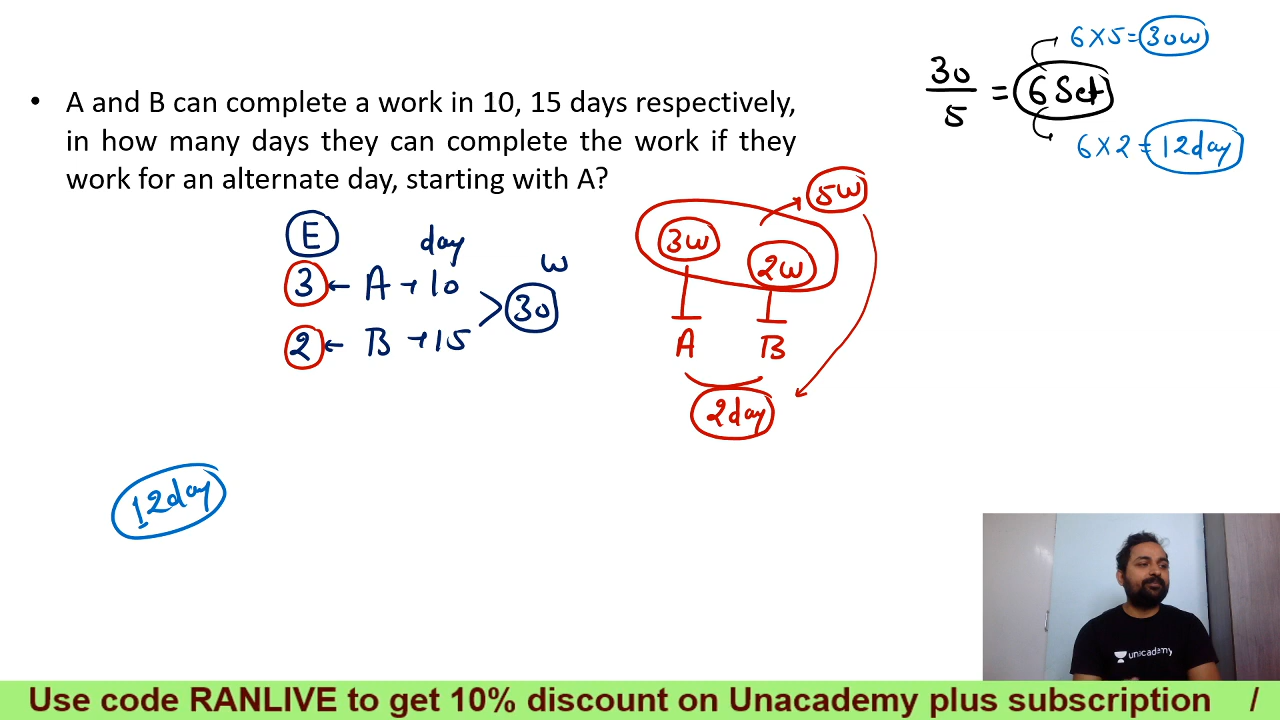 • A and B can complete a work in 10, 15 days respectively,
in how many days they can complete the work if they
work for an alternate day, starting with A?
30/5 = 6 Set
6 x 5 = 30w
6 x 2 = 12day
E day w
3 ← A → 10
30
2 ← B → 15
5w
3w 2w
A B
2day
12day
unacademy
Use code RANLIVE to get 10% discount on Unacademy plus subscription /